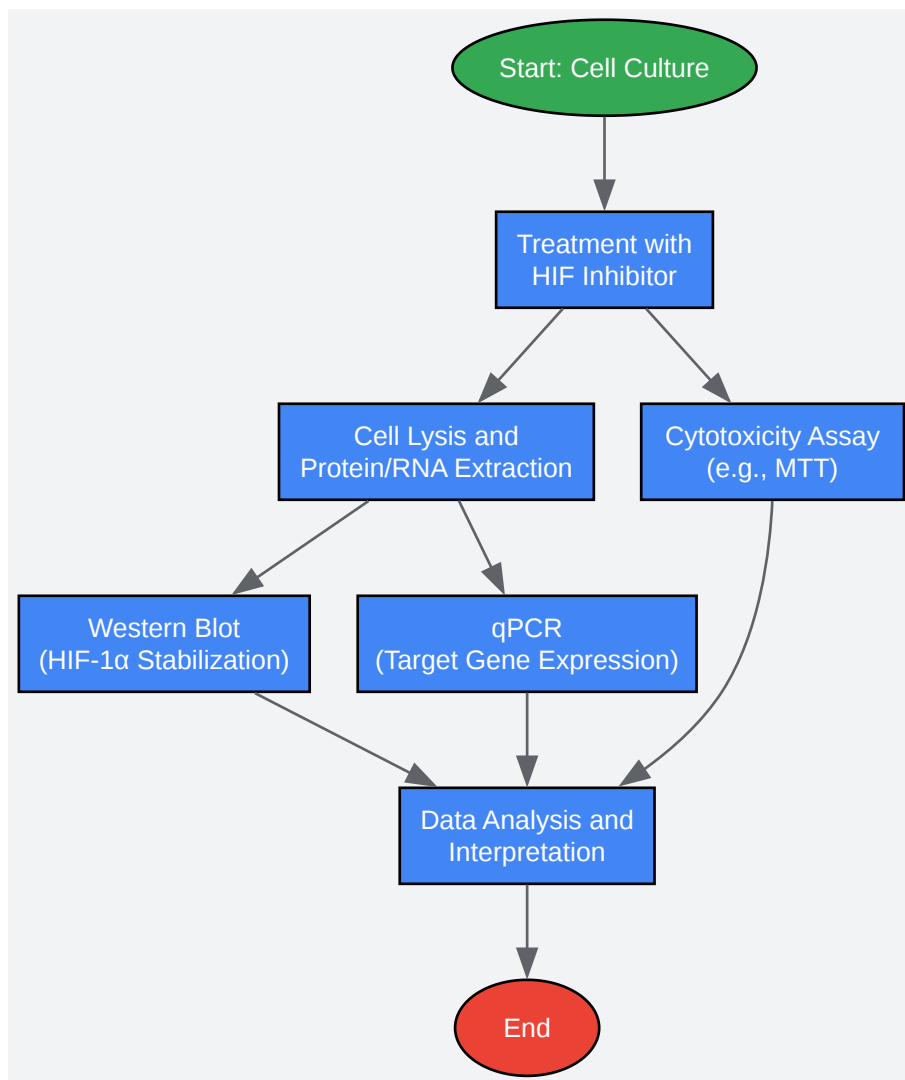 Start: Cell Culture
Treatment with
HIF Inhibitor
Cell Lysis and
Protein/RNA Extraction
Cytotoxicity Assay
(e.g., MTT)
Western Blot
(HIF-1α Stabilization)
qPCR
(Target Gene Expression)
Data Analysis and
Interpretation
End